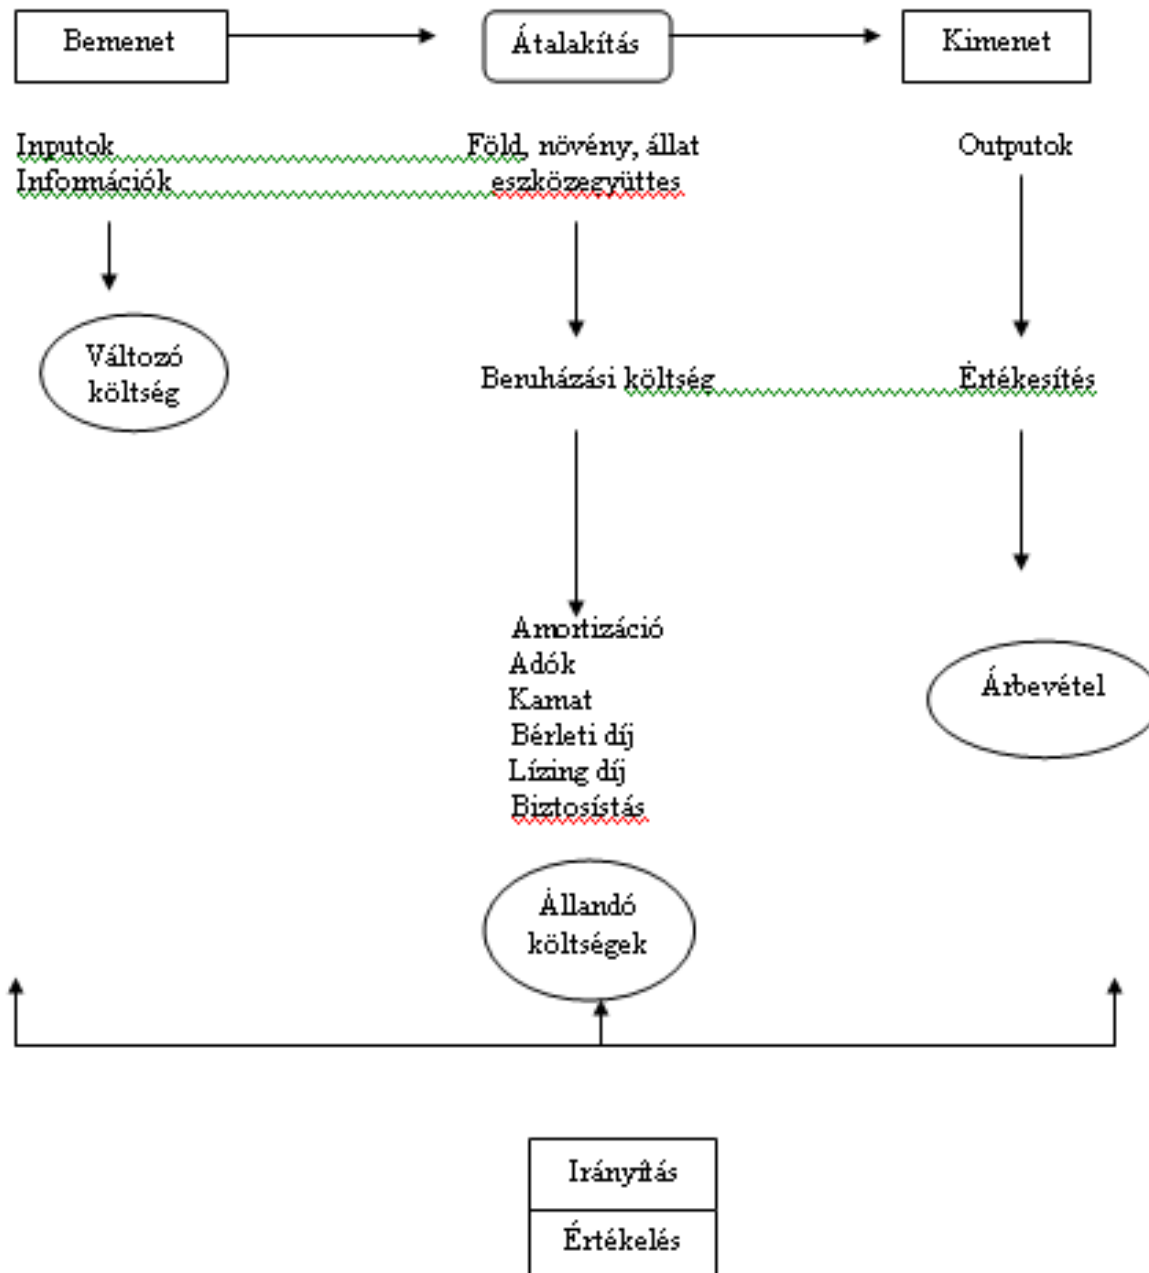 Bemenet
Átalakítás
Kimenet
Inputok
Föld, növény, állat
Outputok
Információk
eszközegyüttes
Változó
költség
Beruházási költség
Értékesítés
Amortizáció
Adók
Kamat
Bérleti díj
Lízing díj
Biztosístás
Árbevétel
Állandó
költségek
Irányítás
Értékelés